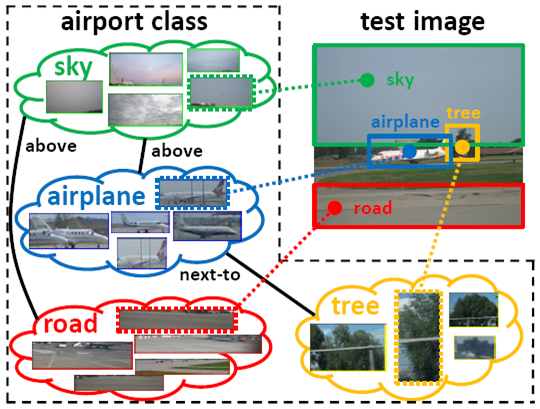 airport class
test image
sky
sky
tree
airplane
above
above
airplane
road
next-to
road
tree